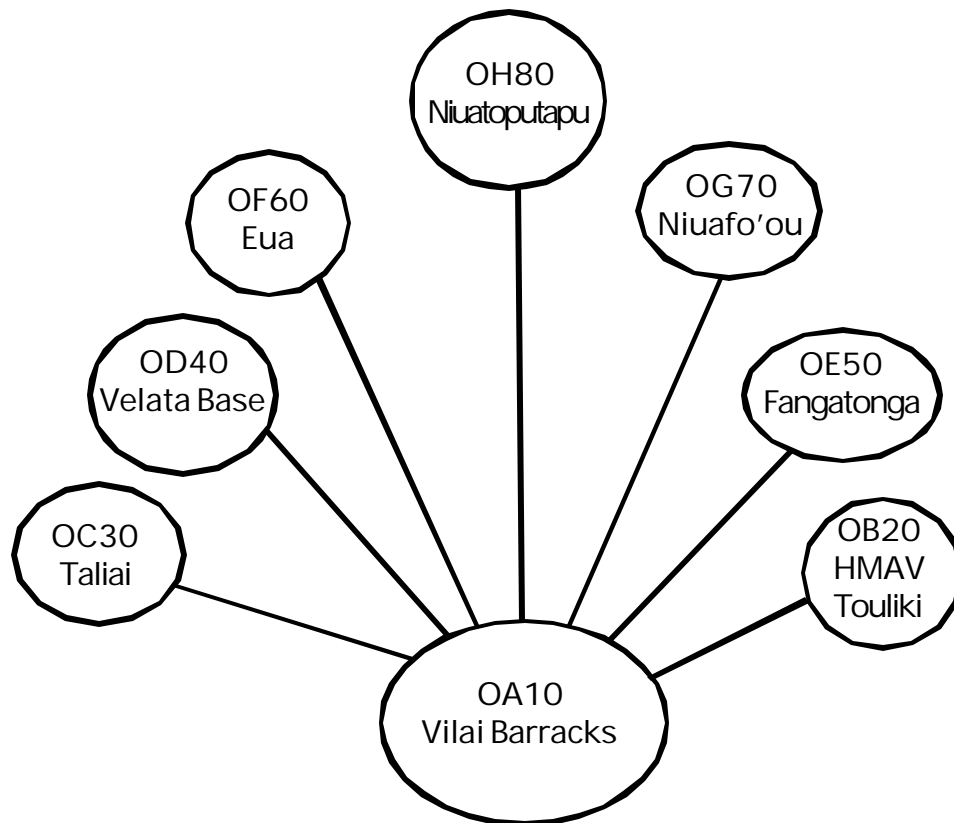 OH80
Niuatoputapu
OF60
Eua
OG70
Niuafo’ou
OD40
Velata Base
OE50
Fangatonga
OC30
Taliai
OB20
HMAV
Touliki
OA10
Vilai Barracks